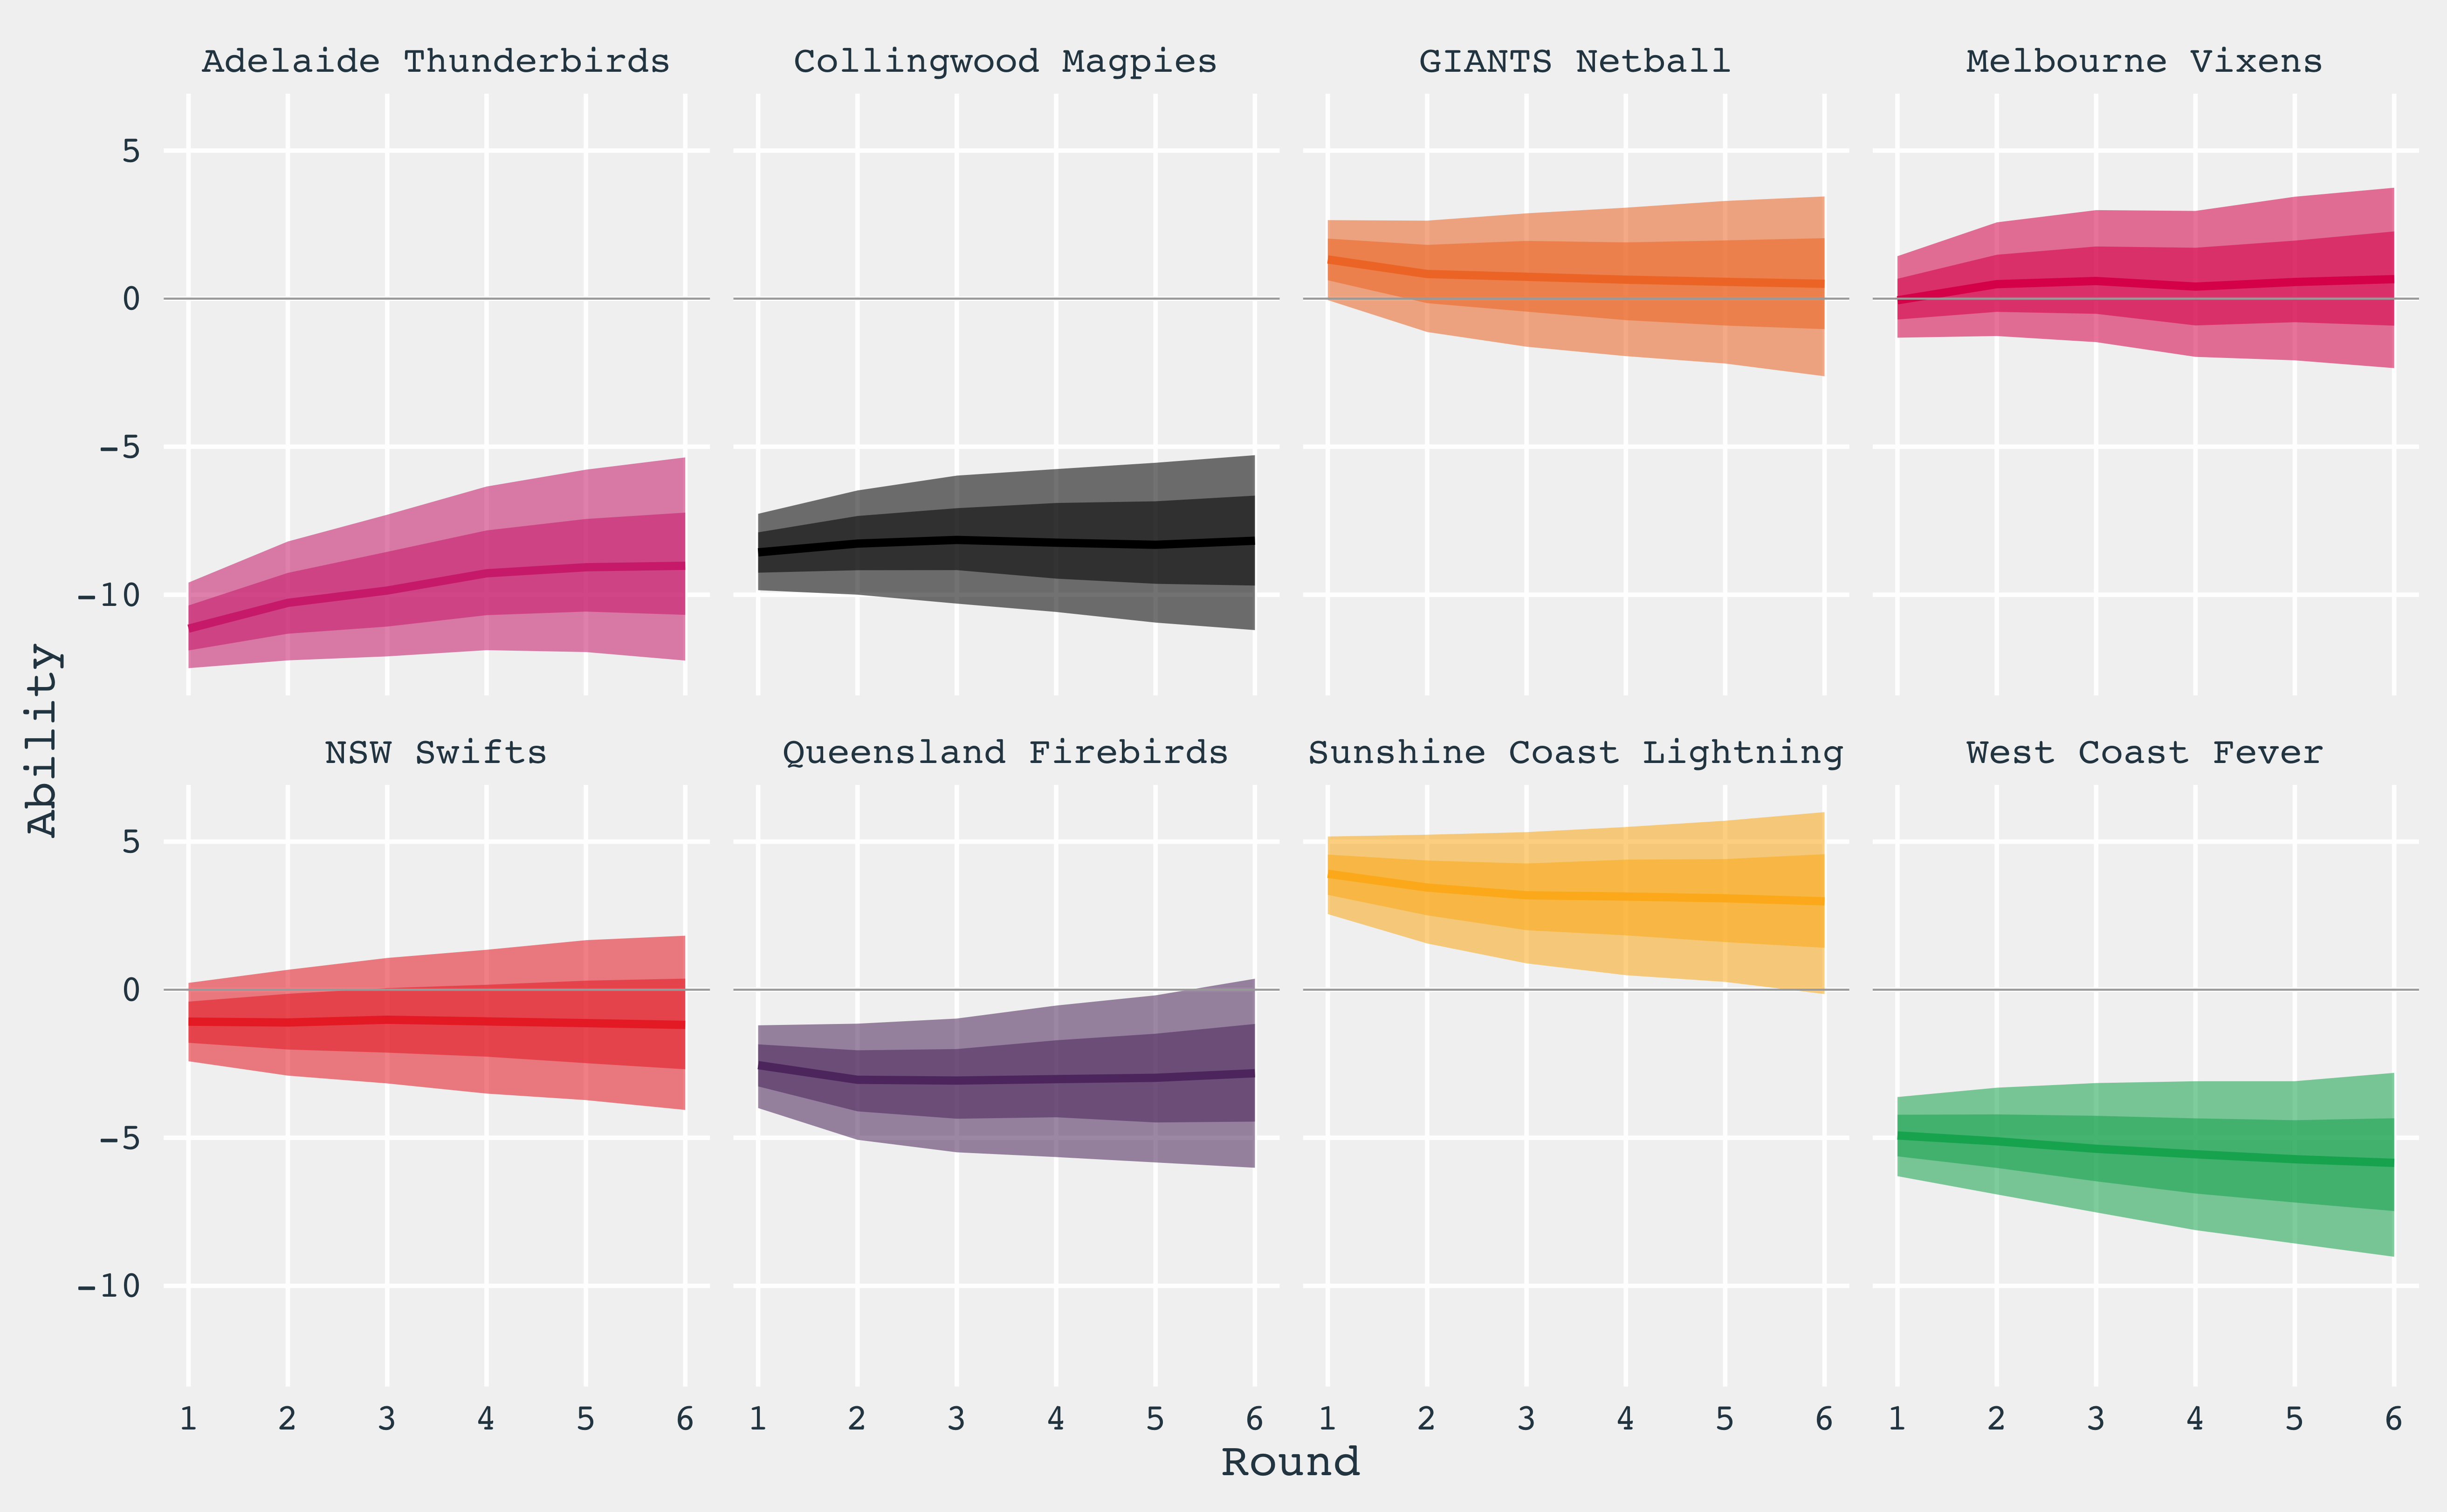 Adelaide Thunderbirds
Collingwood Magpies
GIANTS Netball
Melbourne Vixens
5
0
−5
−10
Ability
NSW Swifts
Queensland Firebirds
Sunshine Coast Lightning
West Coast Fever
5
0
−5
−10
1 2 3 4 5 6
1 2 3 4 5 6
1 2 3 4 5 6
1 2 3 4 5 6
Round